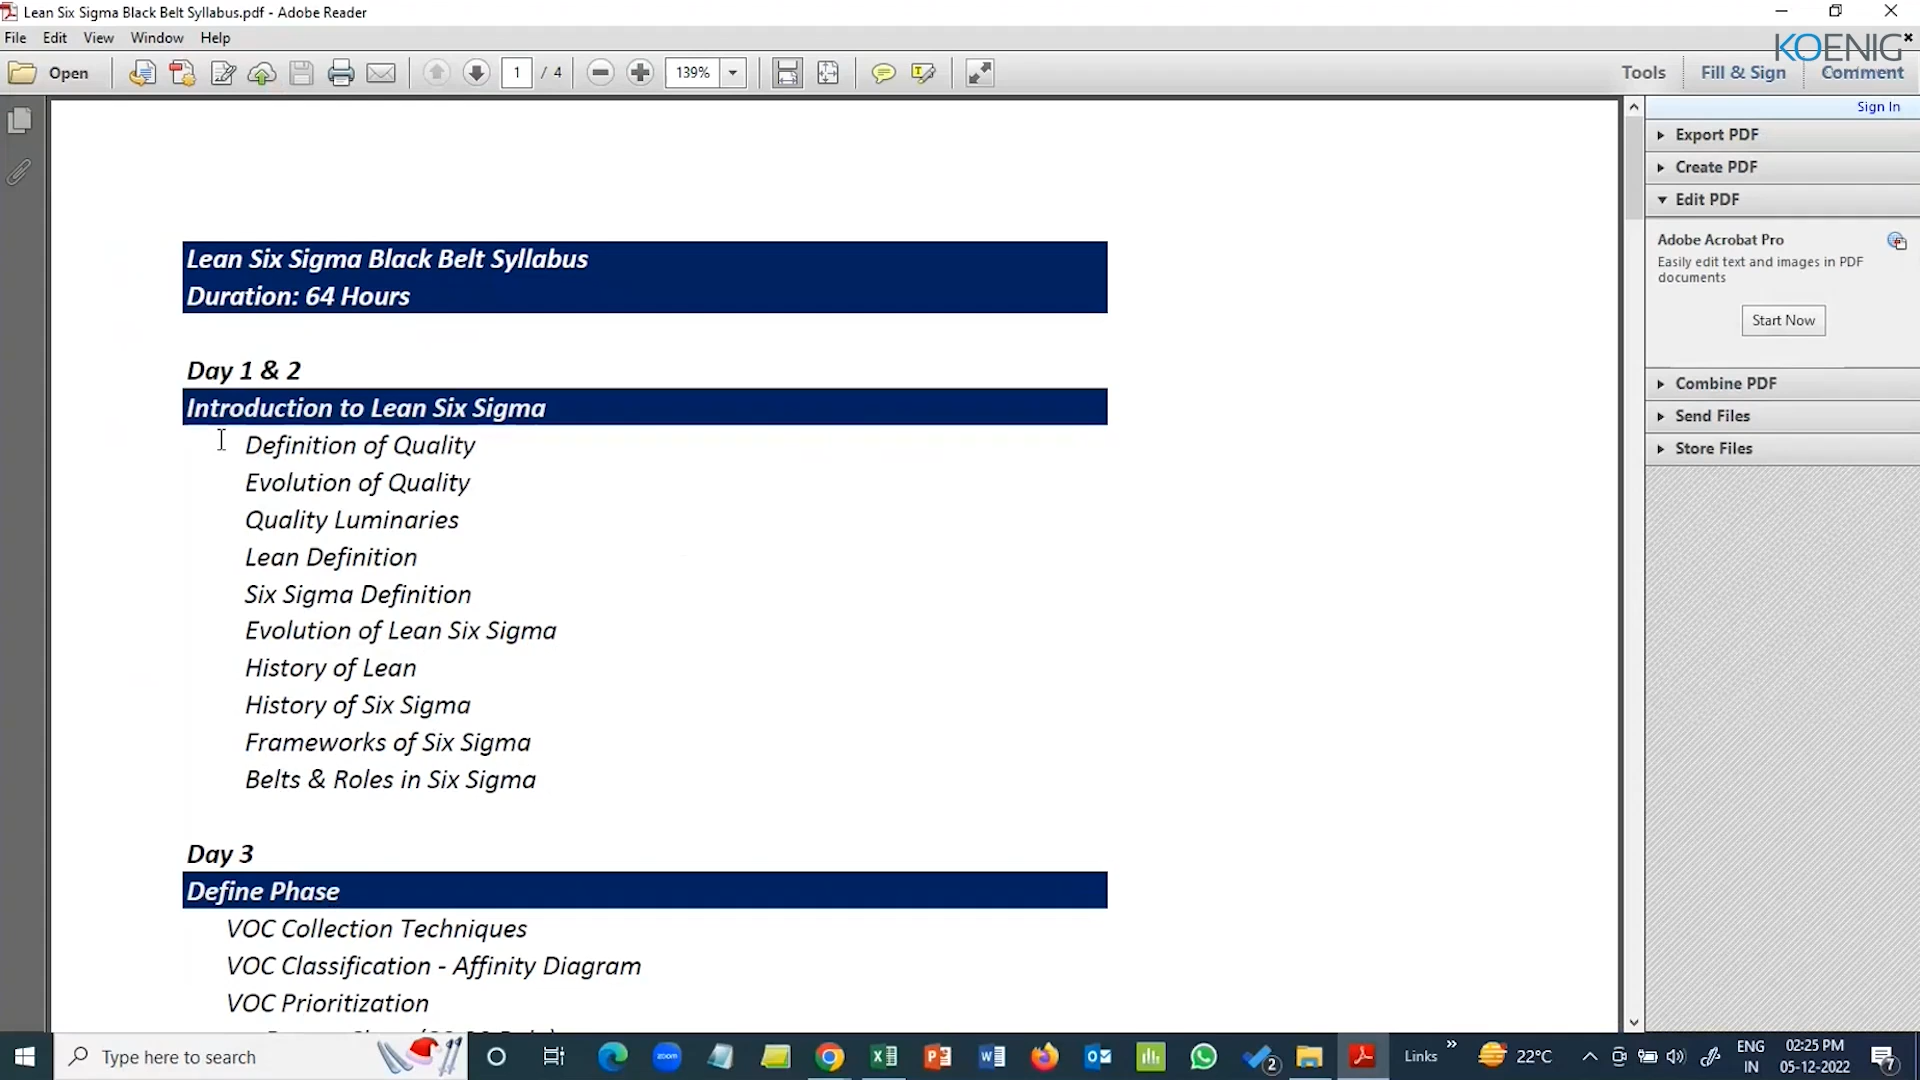 Lean Six Sigma Black Belt Syllabus.pdf - Adobe Reader
File Edit View Window Help
KOENIG
Open 1 / 4 139% Tools Fill & Sign Comment
Sign In
Export PDF
Create PDF
Edit PDF
Adobe Acrobat Pro
Easily edit text and images in PDF
documents
Start Now
Combine PDF
Send Files
Store Files
Lean Six Sigma Black Belt Syllabus
Duration: 64 Hours
Day 1 & 2
Introduction to Lean Six Sigma
Definition of Quality
Evolution of Quality
Quality Luminaries
Lean Definition
Six Sigma Definition
Evolution of Lean Six Sigma
History of Lean
History of Six Sigma
Frameworks of Six Sigma
Belts & Roles in Six Sigma
Day 3
Define Phase
VOC Collection Techniques
VOC Classification - Affinity Diagram
VOC Prioritization
Type here to search zoom 2 Links » 22°C ENG 02:25 PM 7
IN 05-12-2022